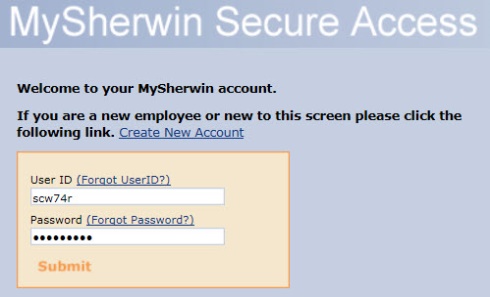 MySherwin Secure Access
Welcome to your MySherwin account.
If you are a new employee or new to this screen please click the
following link. Create New Account
User ID (Forgot UserID?)
scw74r
Password (Forgot Password?)
•••••••••
Submit